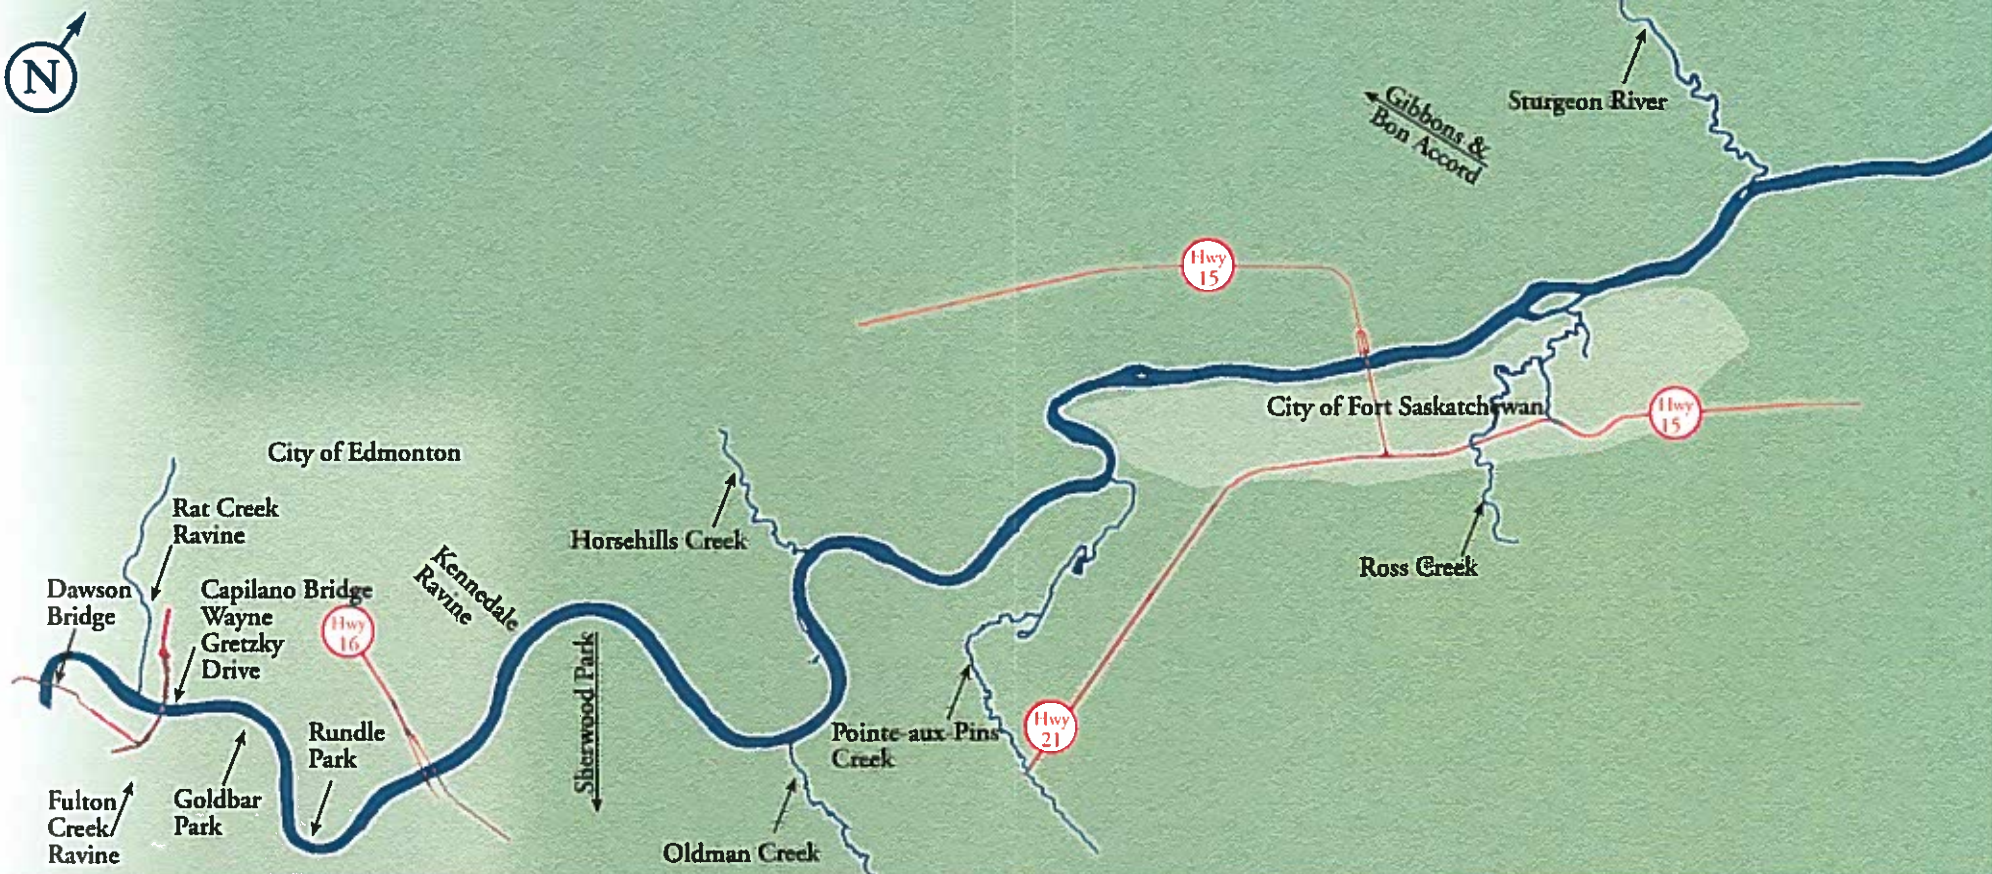 N
Sturgeon River
Gibbons &
Bon Accord
Hwy
15
City of Fort Saskatchewan
Hwy
15
City of Edmonton
Rat Creek
Ravine
Horsehills Creek
Kennedale
Ravine
Ross Creek
Dawson
Bridge
Capilano Bridge
Wayne
Gretzky
Drive
Hwy
16
Sherwood Park
Rundle
Park
Pointe-aux-Pins
Creek
Hwy
21
Fulton
Creek
Ravine
Goldbar
Park
Oldman Creek